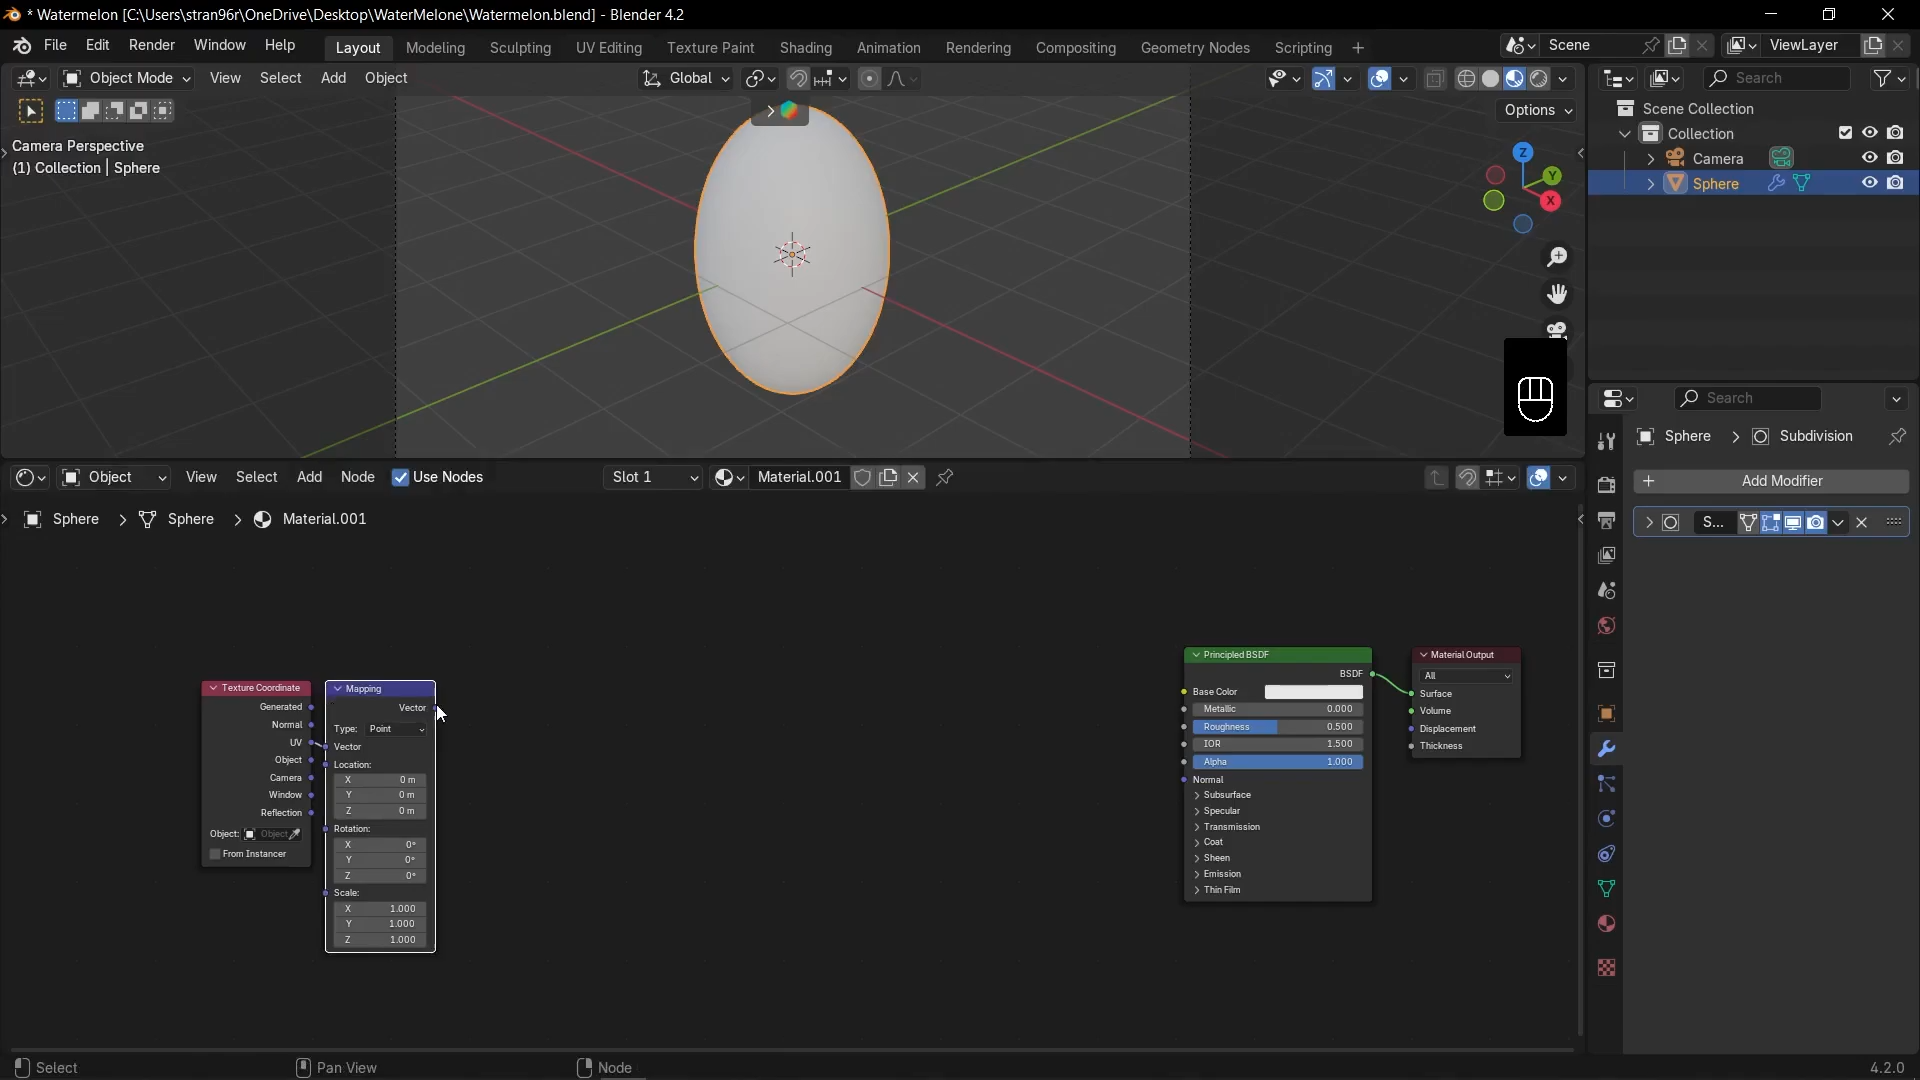 * Watermelon [C:\Users\stran96r\OneDrive\Desktop\WaterMelone\Watermelon.blend] - Blender 4.2
File Edit Render Window Help Layout Modeling Sculpting UV Editing Texture Paint Shading Animation Rendering Compositing Geometry Nodes Scripting + Scene ViewLayer
Object Mode View Select Add Object Global Search
Options
Scene Collection
Collection
Camera
Sphere
Camera Perspective
(1) Collection | Sphere
Z
Y
X
Search
Sphere > Subdivision
Add Modifier
S...
Object View Select Add Node Use Nodes Slot 1 Material.001
Sphere > Sphere > Material.001
Texture Coordinate
Generated
Normal
UV
Object
Camera
Window
Reflection
Object: Object
From Instancer
Mapping
Vector
Type: Point
Vector
Location:
X 0 m
Y 0 m
Z 0 m
Rotation:
X 0°
Y 0°
Z 0°
Scale:
X 1.000
Y 1.000
Z 1.000
Principled BSDF
BSDF
Base Color
Metallic 0.000
Roughness 0.500
IOR 1.500
Alpha 1.000
Normal
Subsurface
Specular
Transmission
Coat
Sheen
Emission
Thin Film
Material Output
All
Surface
Volume
Displacement
Thickness
Select Pan View Node 4.2.0